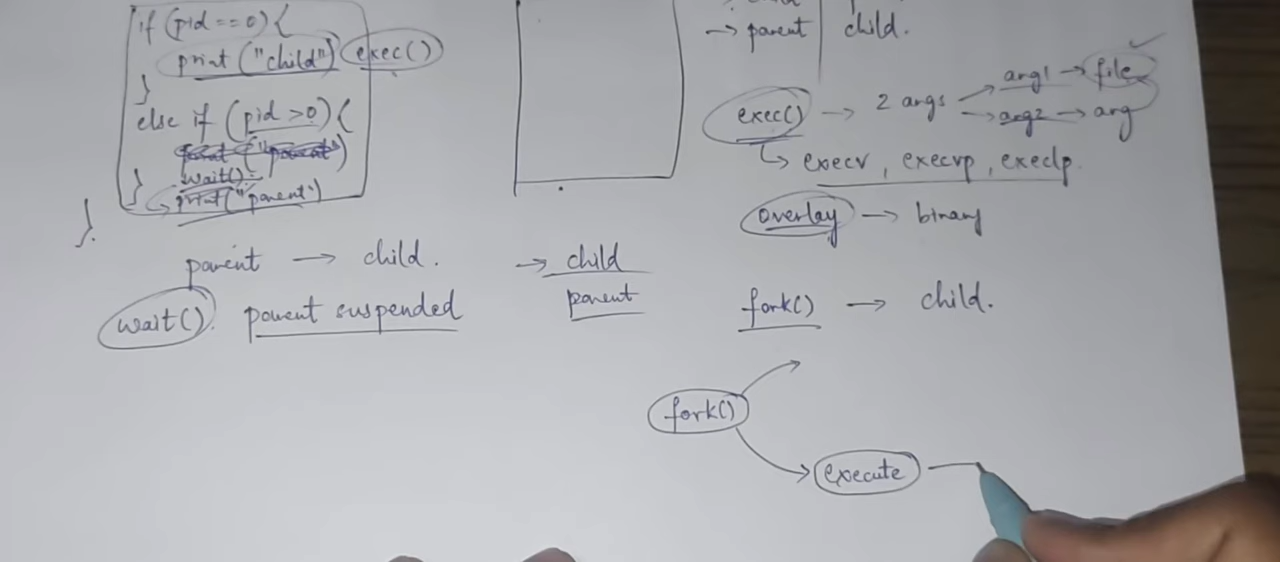 if (pid == 0) {
print ("child") exec()
}
else if (pid > 0) {
wait()
} print ("parent")
}
parent → child.
wait(). parent suspended
→ child
parent
→ parent | child.
exec() → 2 args → arg1 → file
→ arg2 → arg
↳ execv, execvp, execlp.
overlay → binary
fork() → child.
fork()
execute